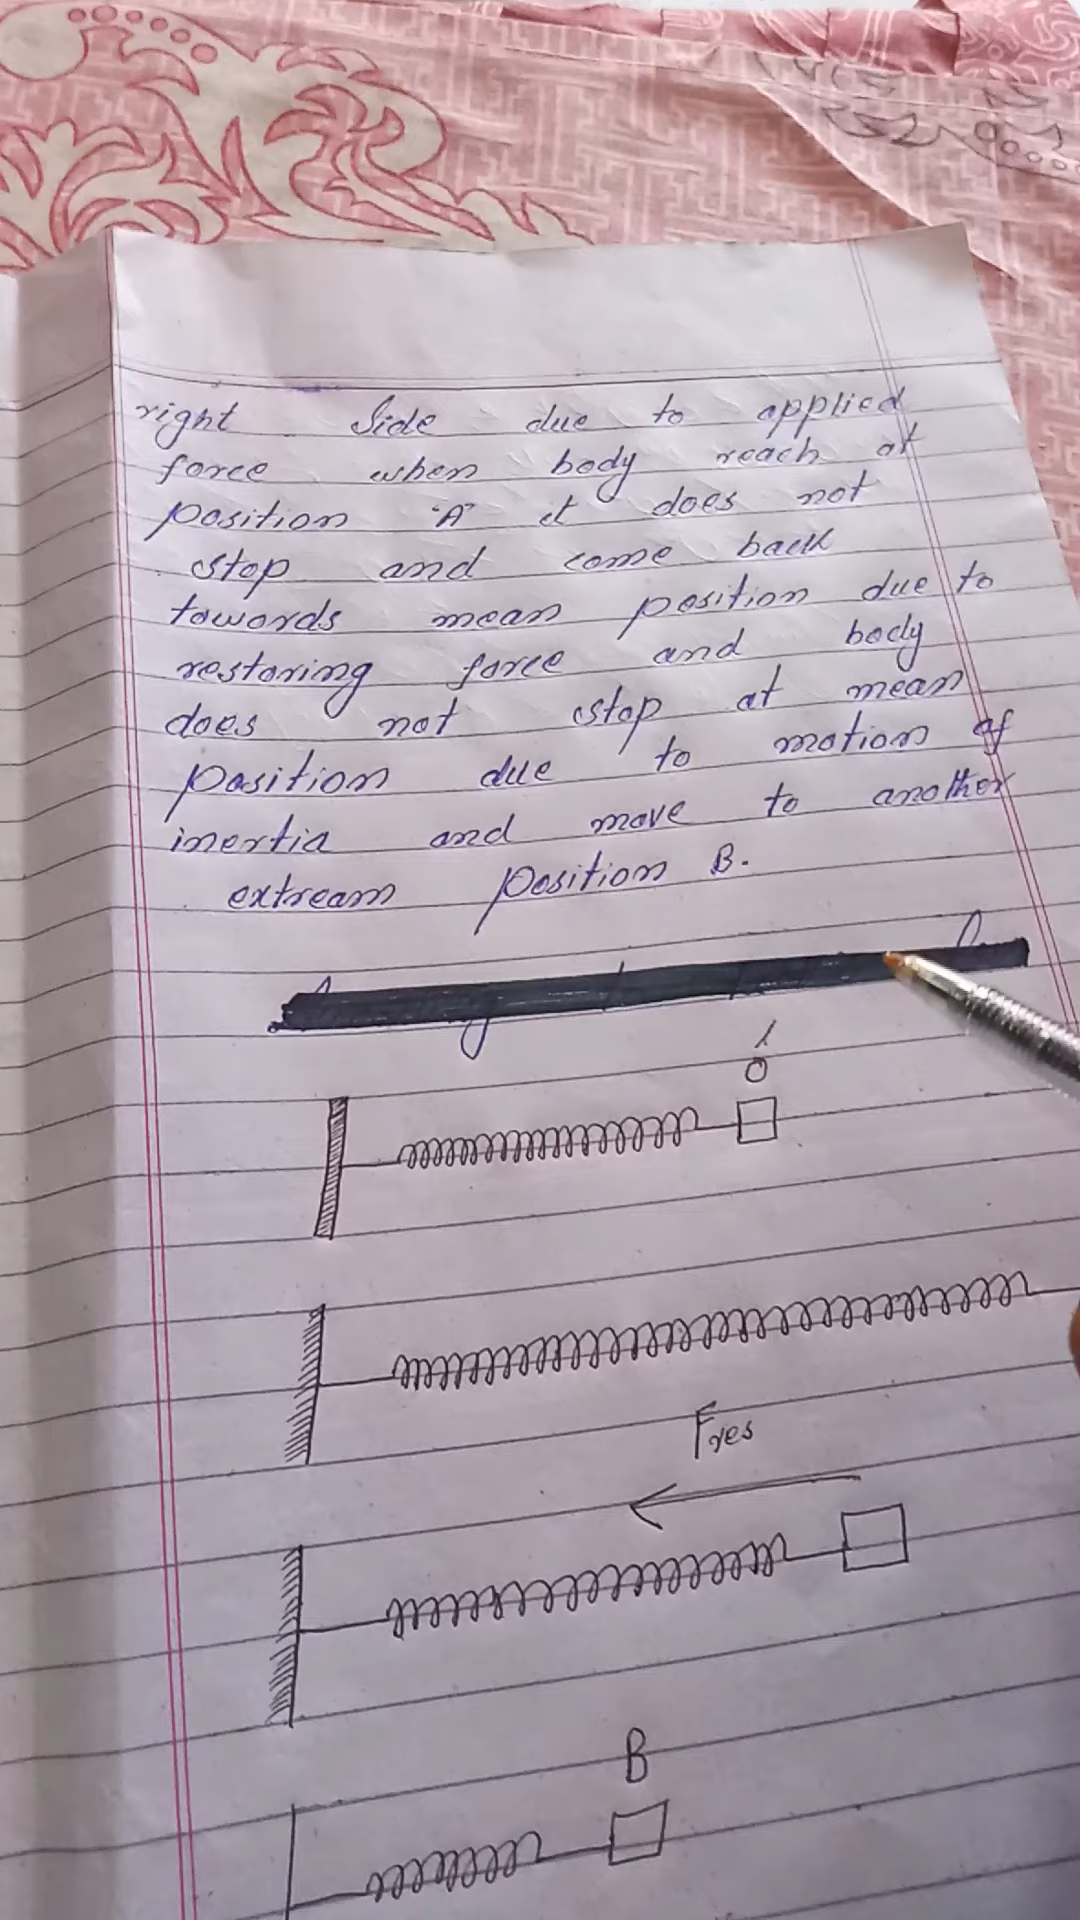 right side due to applied
force when body reach at
position "A" it does not
stop and come back
towards mean position due to
restoring force and body
does not stop at mean
position due to motion of
inertia and move to another
extream position B.
O
Fres
B